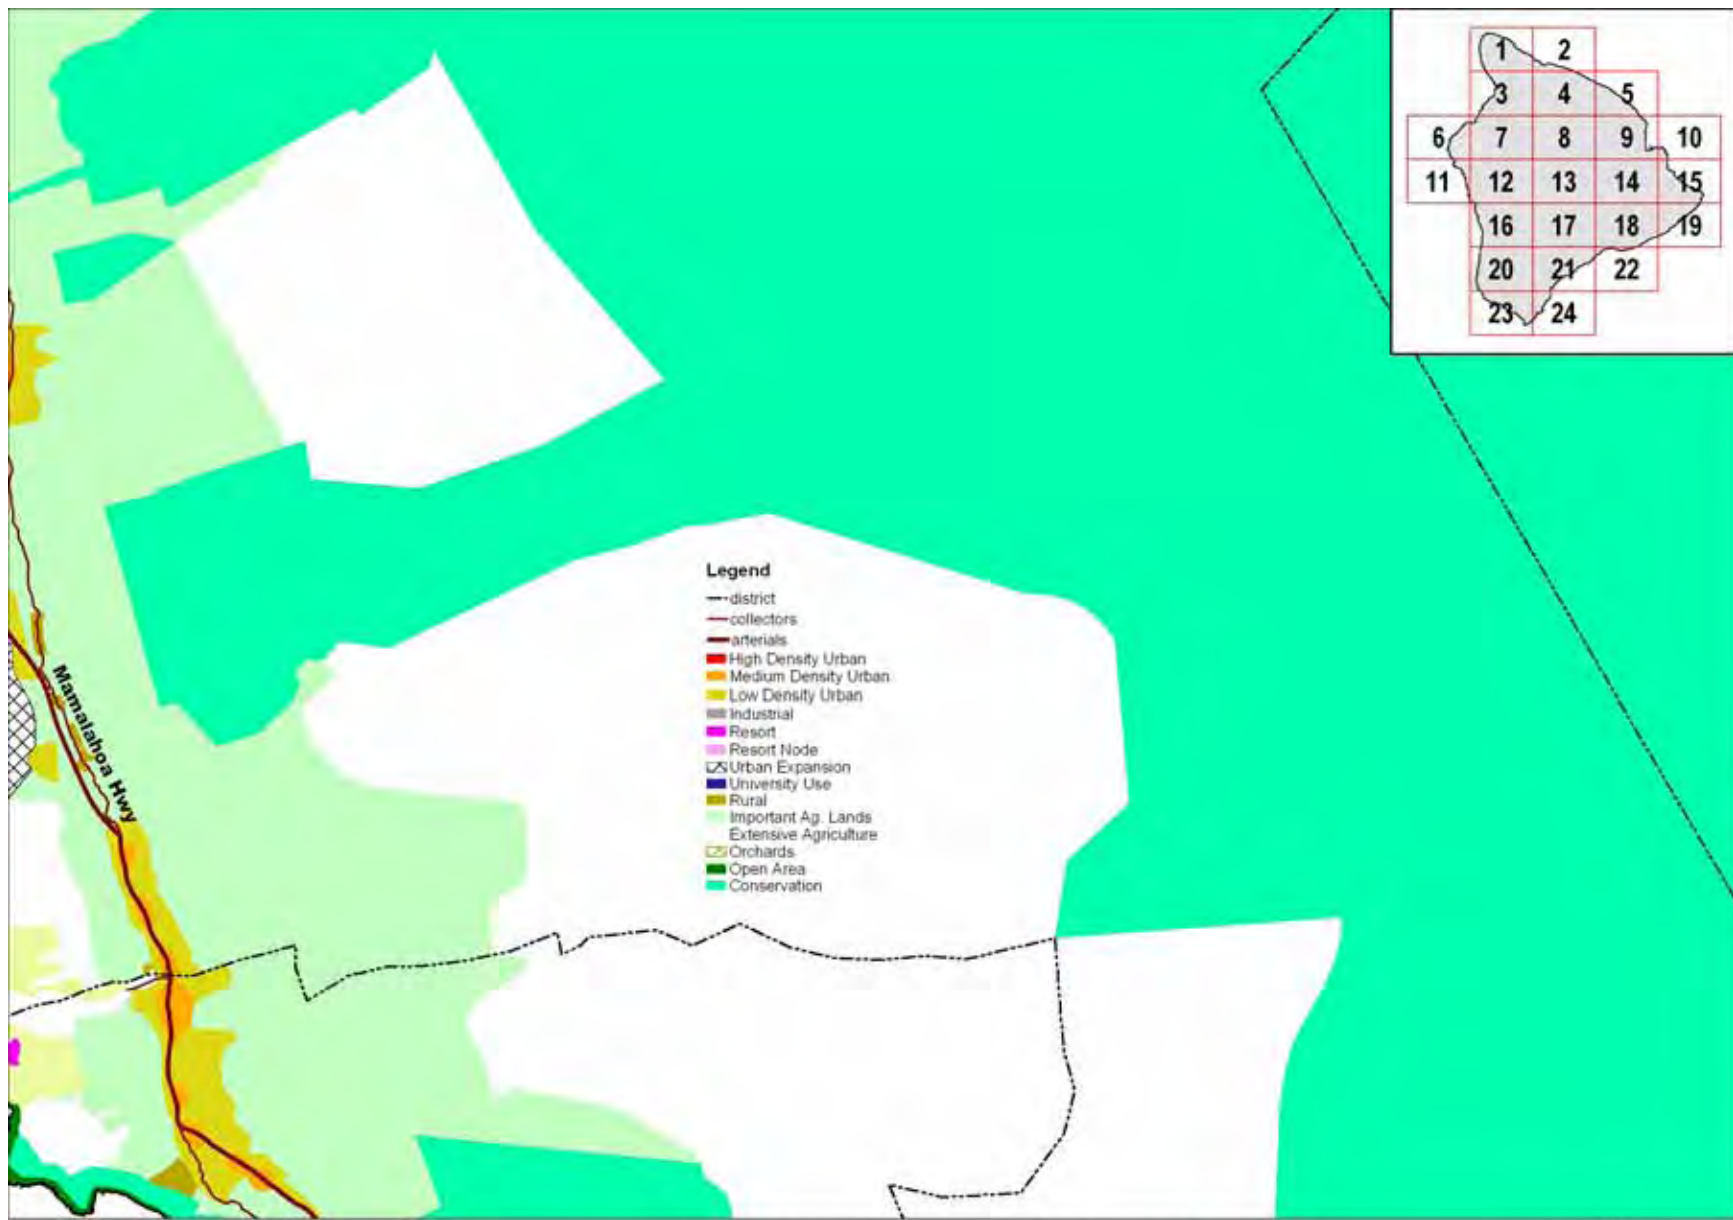 1 2
3 4 5
6 7 8 9 10
11 12 13 14 15
16 17 18 19
20 21 22
23 24
Legend
district
collectors
arterials
High Density Urban
Medium Density Urban
Low Density Urban
Industrial
Resort
Resort Node
Urban Expansion
University Use
Rural
Important Ag. Lands
Extensive Agriculture
Orchards
Open Area
Conservation
Mamalahoa Hwy